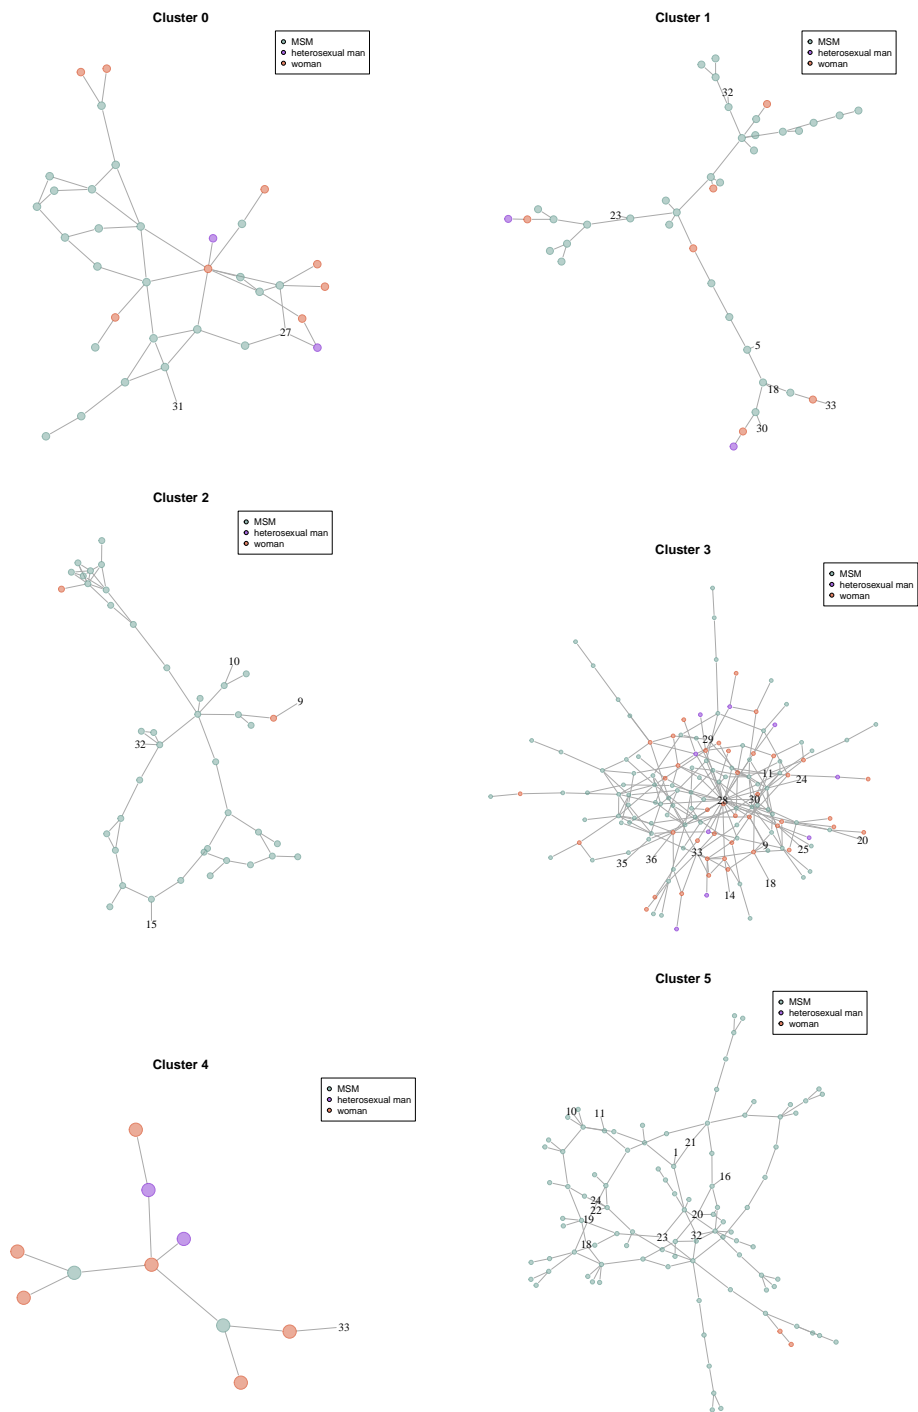 Cluster 0
MSM
heterosexual man
woman
27
31
Cluster 1
MSM
heterosexual man
woman
32
23
5
18
33
30
Cluster 2
MSM
heterosexual man
woman
10
9
32
15
Cluster 3
MSM
heterosexual man
woman
29
11
24
28
30
20
9
25
33
35
36
18
14
Cluster 4
MSM
heterosexual man
woman
33
Cluster 5
MSM
heterosexual man
woman
10
11
21
1
16
24
22
20
19
23
32
18